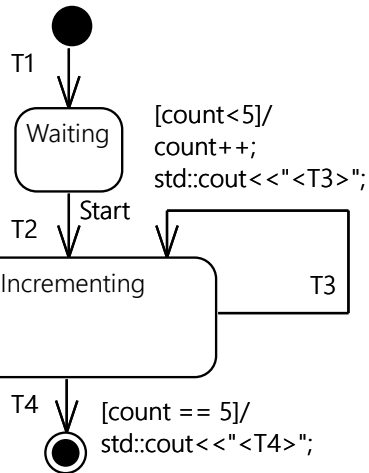 T1
Waiting
[count<5]/
count++;
std::cout<<"<T3>";
T2
Start
Incrementing
T3
T4
[count == 5]/
std::cout<<"<T4>";